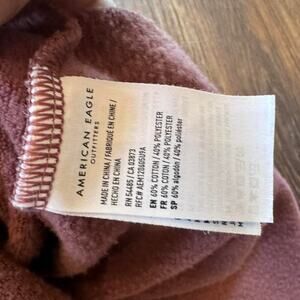 AMERICAN EAGLE
OUTFITTERS
MADE IN CHINA / FABRIQUÉ EN CHINE /
HECHO EN CHINA
RN 54485 / CA 03873
EN 60% COTTON / 40% POLYESTER
FR 60% COTON / 40% POLYESTER
SP 60% algodón / 40% poliéster